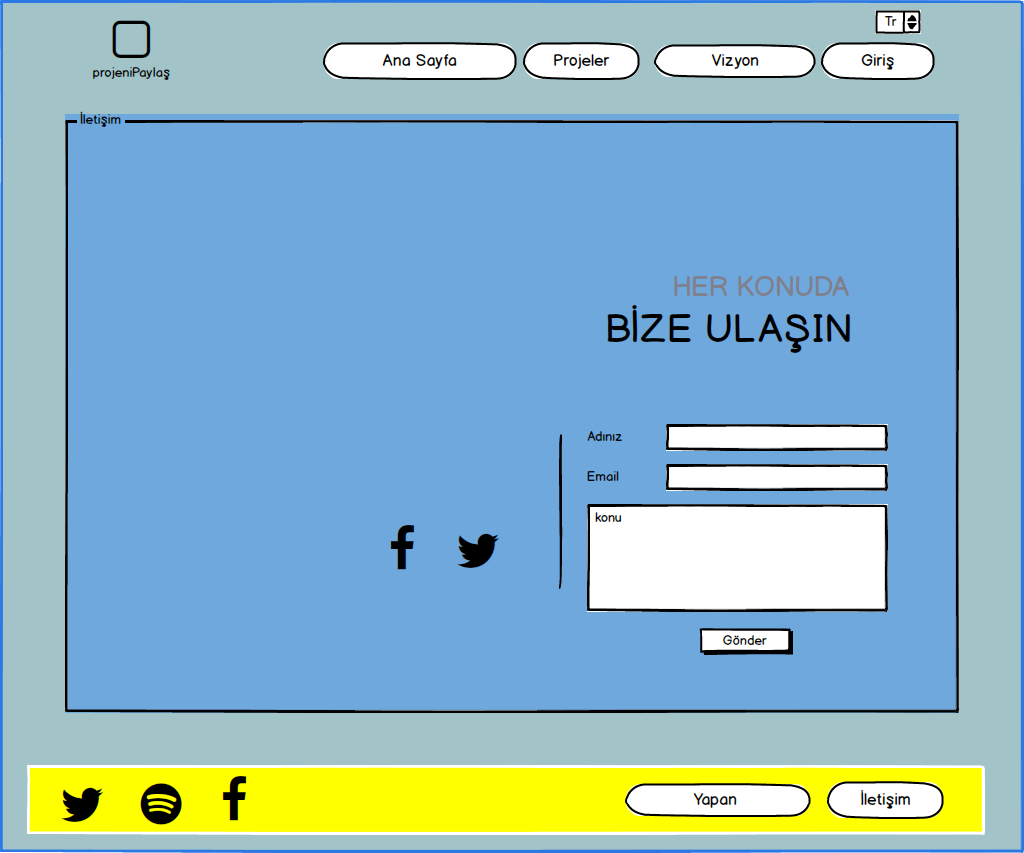 Tr
projeniPaylaş
Ana Sayfa
Projeler
Vizyon
Giriş
İletişim
HER KONUDA
BİZE ULAŞIN
Adınız
Email
konu
Gönder
Yapan
İletişim